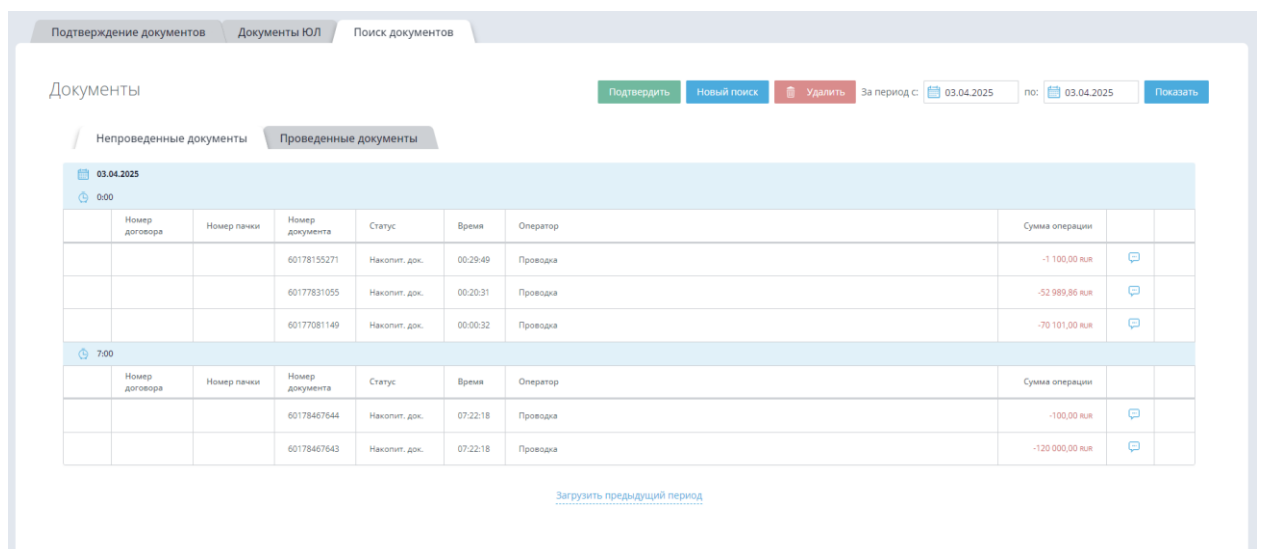 Подтверждение документов Документы ЮЛ Поиск документов
Документы Подтвердить Новый поиск Удалить За период с: 03.04.2025 по: 03.04.2025 Показать
Непроведенные документы Проведенные документы
03.04.2025
0:00
Номер договора Номер пачки Номер документа Статус Время Оператор Сумма операции
60178155271 Накопит. док. 00:29:49 Проводка -1 100,00 RUR
60177831055 Накопит. док. 00:20:31 Проводка -52 989,86 RUR
60177081149 Накопит. док. 00:00:32 Проводка -70 101,00 RUR
7:00
Номер договора Номер пачки Номер документа Статус Время Оператор Сумма операции
60178467644 Накопит. док. 07:22:18 Проводка -100,00 RUR
60178467643 Накопит. док. 07:22:18 Проводка -120 000,00 RUR
Загрузить предыдущий период